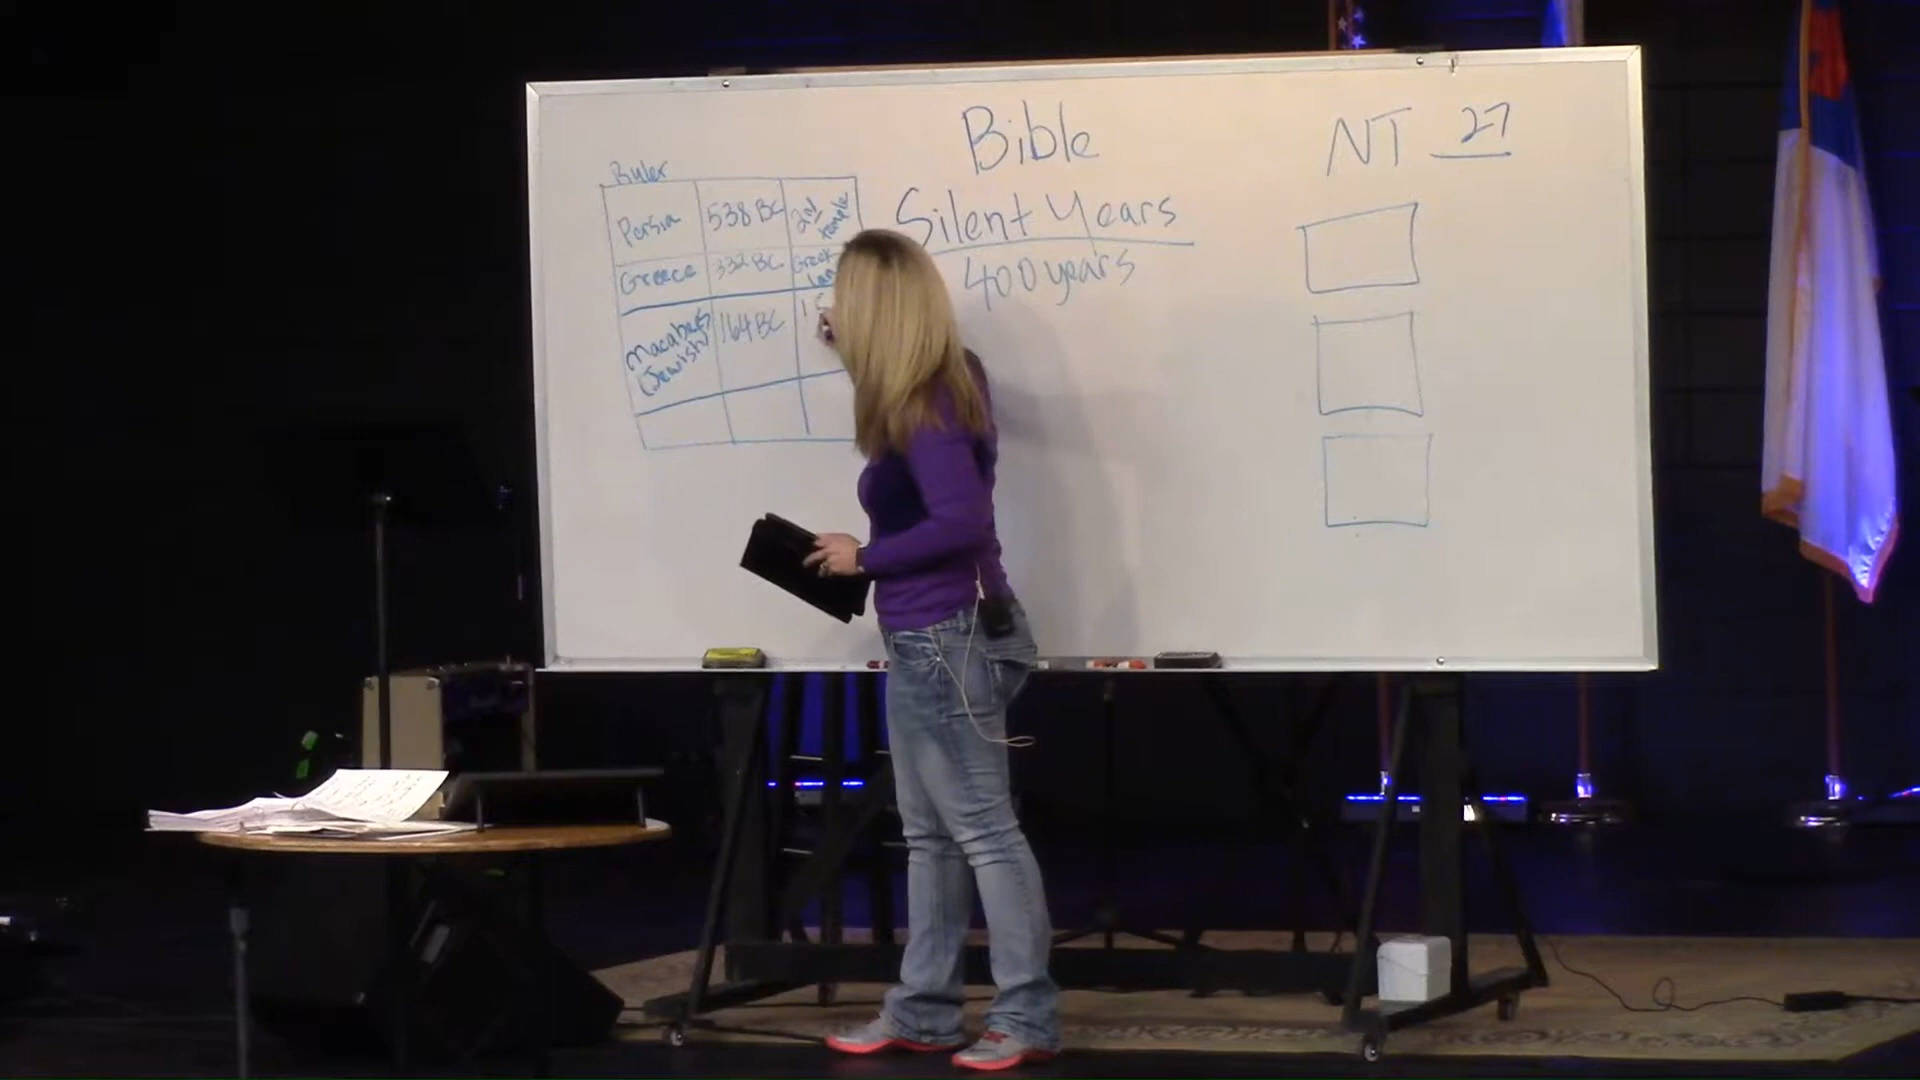 Bible
NT 27
Ruler
Persia 538 BC 2nd temple
Silent Years
Greece 332 BC Greek
400 years
Macabees 164 BC
(Jewish)